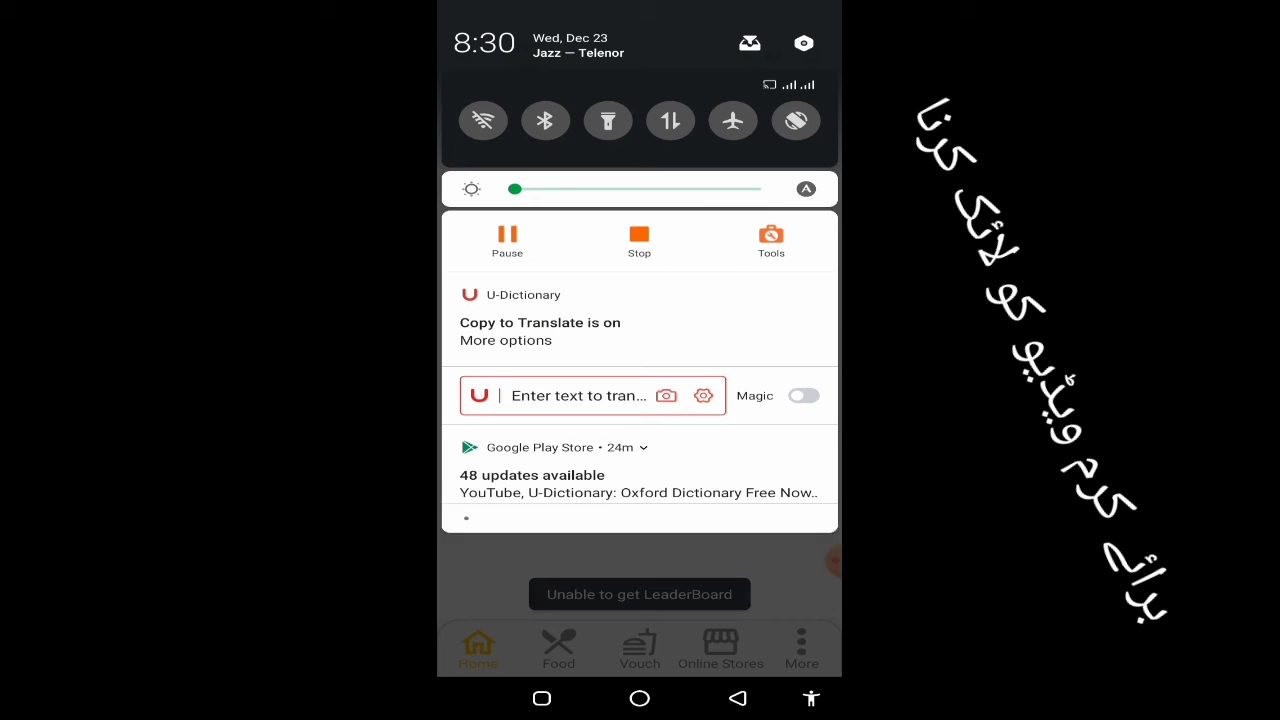 8:30
Wed, Dec 23
Jazz — Telenor
A
Pause
Stop
Tools
U-Dictionary
Copy to Translate is on
More options
Enter text to tran...
Magic
Google Play Store • 24m
48 updates available
YouTube, U-Dictionary: Oxford Dictionary Free Now..
Unable to get LeaderBoard
Home
Food
Vouch
Online Stores
More
برائے کرم ویڈیو کو لائک کرنا